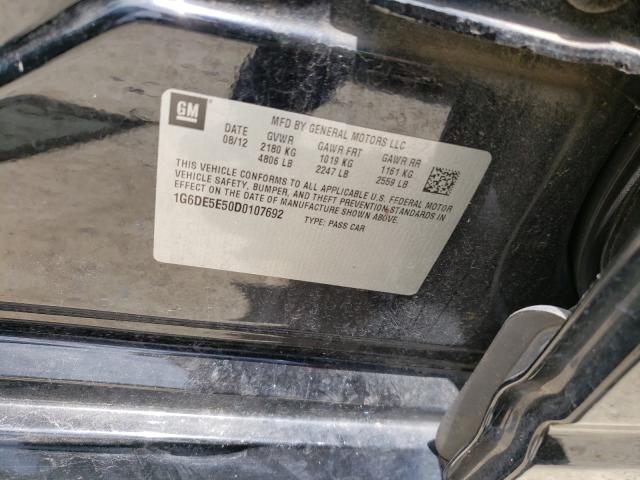 GM
MFD BY GENERAL MOTORS LLC
DATE GVWR GAWR FRT GAWR RR
08/12 2180 KG 1019 KG 1161 KG
4806 LB 2247 LB 2559 LB
THIS VEHICLE CONFORMS TO ALL APPLICABLE U.S. FEDERAL MOTOR
VEHICLE SAFETY, BUMPER, AND THEFT PREVENTION STANDARDS IN
EFFECT ON THE DATE OF MANUFACTURE SHOWN ABOVE.
1G6DE5E50D0107692 TYPE: PASS CAR